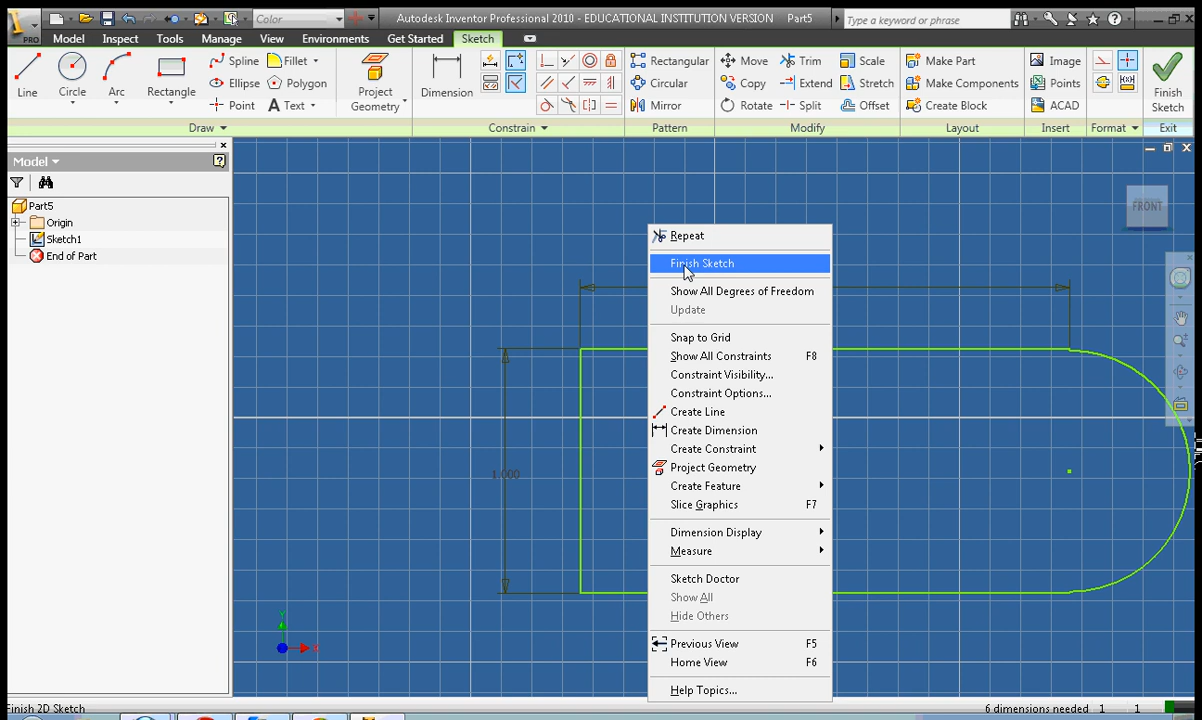 Color
Autodesk Inventor Professional 2010 - EDUCATIONAL INSTITUTION VERSION Part5
Type a keyword or phrase
PRO
Model Inspect Tools Manage View Environments Get Started Sketch
Line
Circle
Arc
Rectangle
Spline
Fillet
Ellipse
Polygon
Point
Text
Project
Geometry
Dimension
Rectangular
Circular
Mirror
Move
Trim
Scale
Copy
Extend
Stretch
Rotate
Split
Offset
Make Part
Make Components
Create Block
Image
Points
ACAD
Finish
Sketch
Draw
Constrain
Pattern
Modify
Layout
Insert
Format
Exit
Model
Part5
Origin
Sketch1
End of Part
FRONT
1.000
Repeat
Finish Sketch
Show All Degrees of Freedom
Update
Snap to Grid
Show All Constraints F8
Constraint Visibility...
Constraint Options...
Create Line
Create Dimension
Create Constraint
Project Geometry
Create Feature
Slice Graphics F7
Dimension Display
Measure
Sketch Doctor
Show All
Hide Others
Previous View F5
Home View F6
Help Topics...
Y
X
Finish 2D Sketch
6 dimensions needed 1 1